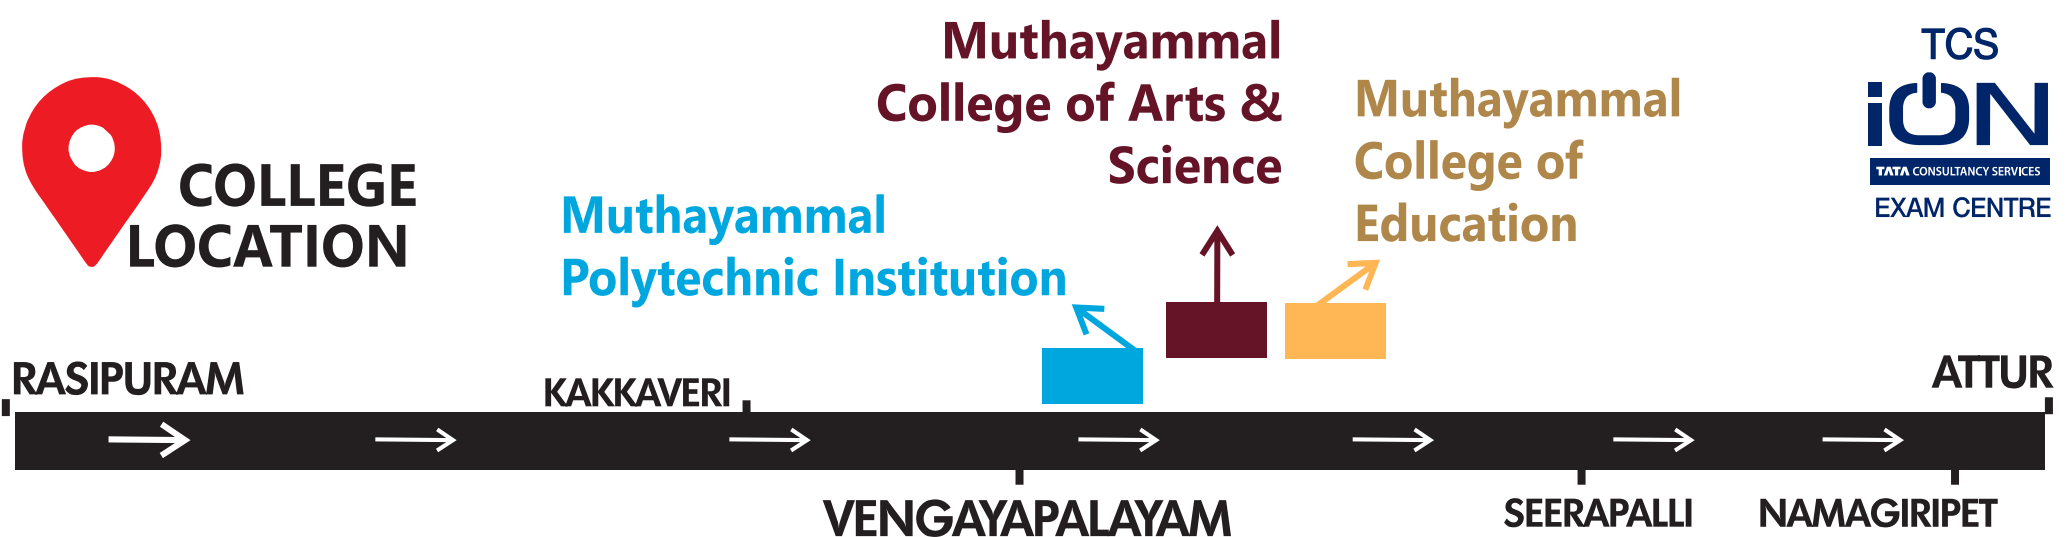 COLLEGE
LOCATION
Muthayammal
Polytechnic Institution
Muthayammal
College of Arts &
Science
Muthayammal
College of
Education
TCS
iON
TATA CONSULTANCY SERVICES
EXAM CENTRE
RASIPURAM
KAKKAVERI
ATTUR
VENGAYAPALAYAM
SEERAPALLI
NAMAGIRIPET